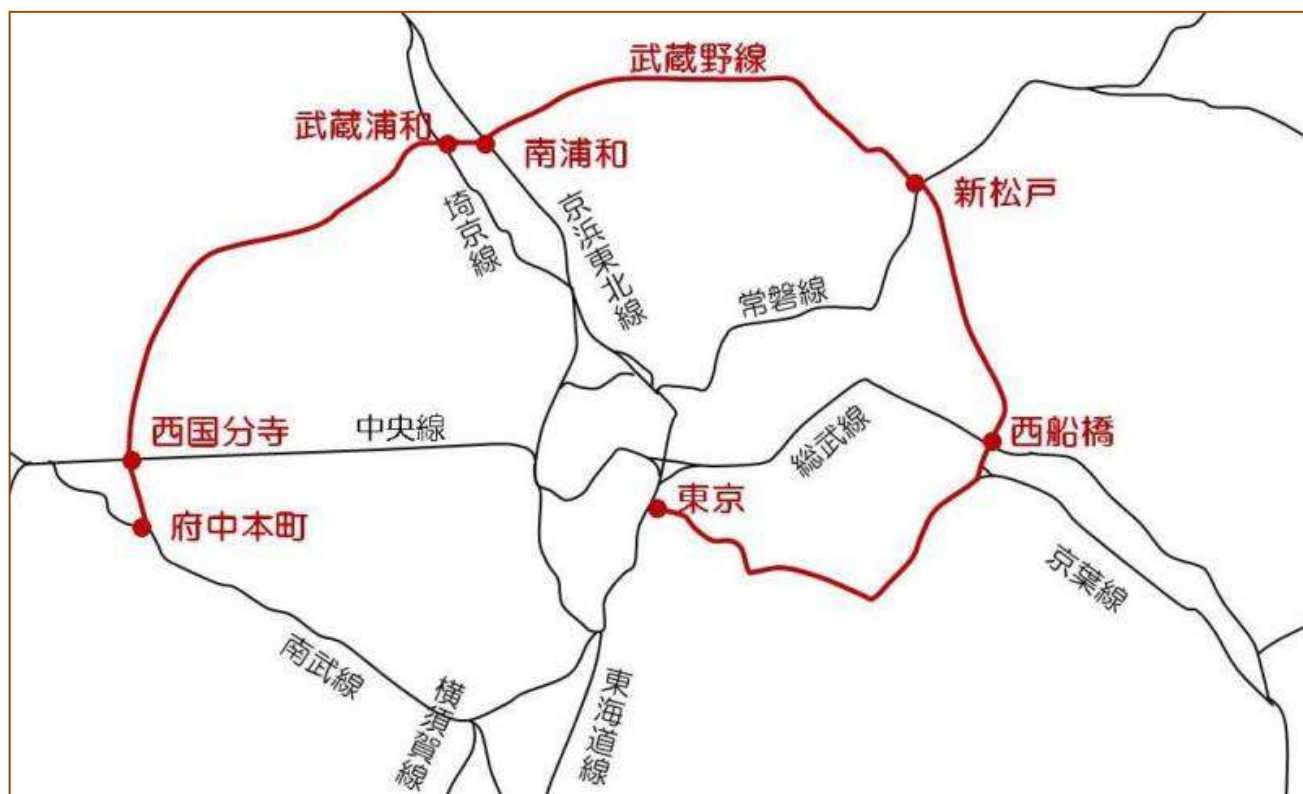 武蔵野線
武蔵浦和
南浦和
新松戸
埼京線
京浜東北線
常磐線
西国分寺
中央線
総武線
西船橋
東京
府中本町
京葉線
南武線
横須賀線
東海道線